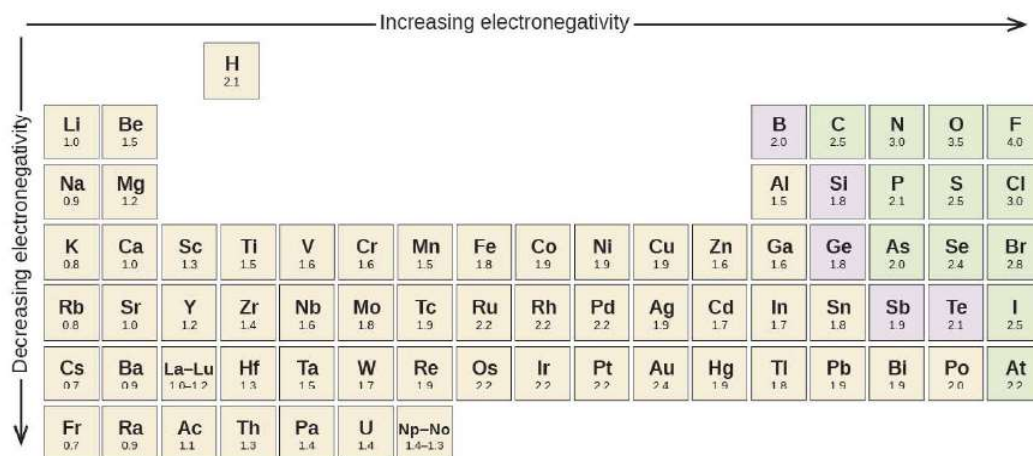 Increasing electronegativity
Decreasing electronegativity
H
2.1
Li Be B C N O F
1.0 1.5 2.0 2.5 3.0 3.5 4.0
Na Mg Al Si P S Cl
0.9 1.2 1.5 1.8 2.1 2.5 3.0
K Ca Sc Ti V Cr Mn Fe Co Ni Cu Zn Ga Ge As Se Br
0.8 1.0 1.3 1.5 1.6 1.6 1.5 1.8 1.9 1.9 1.9 1.6 1.6 1.8 2.0 2.4 2.8
Rb Sr Y Zr Nb Mo Tc Ru Rh Pd Ag Cd In Sn Sb Te I
0.8 1.0 1.2 1.4 1.6 1.8 1.9 2.2 2.2 2.2 1.9 1.7 1.7 1.8 1.9 2.1 2.5
Cs Ba La–Lu Hf Ta W Re Os Ir Pt Au Hg Tl Pb Bi Po At
0.7 0.9 1.0–1.2 1.3 1.5 1.7 1.9 2.2 2.2 2.2 2.4 1.9 1.8 1.9 1.9 2.0 2.2
Fr Ra Ac Th Pa U Np–No
0.7 0.9 1.1 1.3 1.4 1.4 1.4–1.3